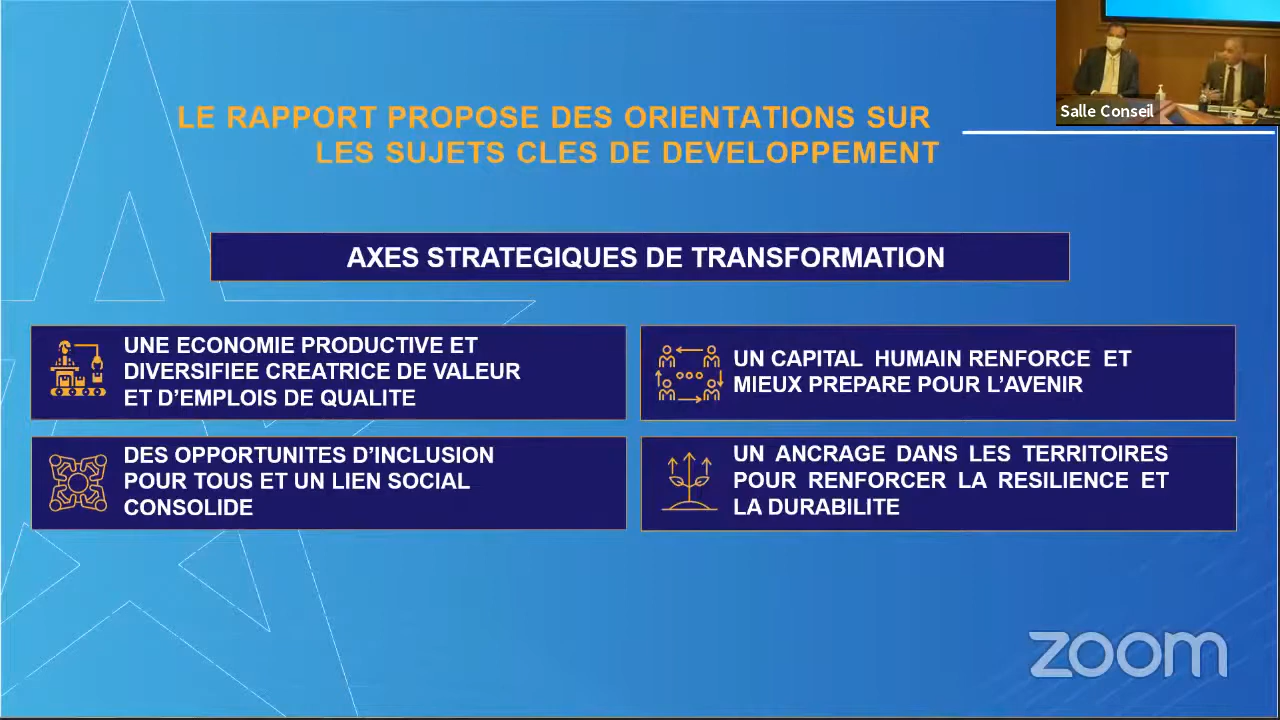 Salle Conseil
LE RAPPORT PROPOSE DES ORIENTATIONS SUR
LES SUJETS CLES DE DEVELOPPEMENT
AXES STRATEGIQUES DE TRANSFORMATION
UNE ECONOMIE PRODUCTIVE ET
DIVERSIFIEE CREATRICE DE VALEUR
ET D'EMPLOIS DE QUALITE
UN CAPITAL HUMAIN RENFORCE ET
MIEUX PREPARE POUR L'AVENIR
DES OPPORTUNITES D'INCLUSION
POUR TOUS ET UN LIEN SOCIAL
CONSOLIDE
UN ANCRAGE DANS LES TERRITOIRES
POUR RENFORCER LA RESILIENCE ET
LA DURABILITE
zoom